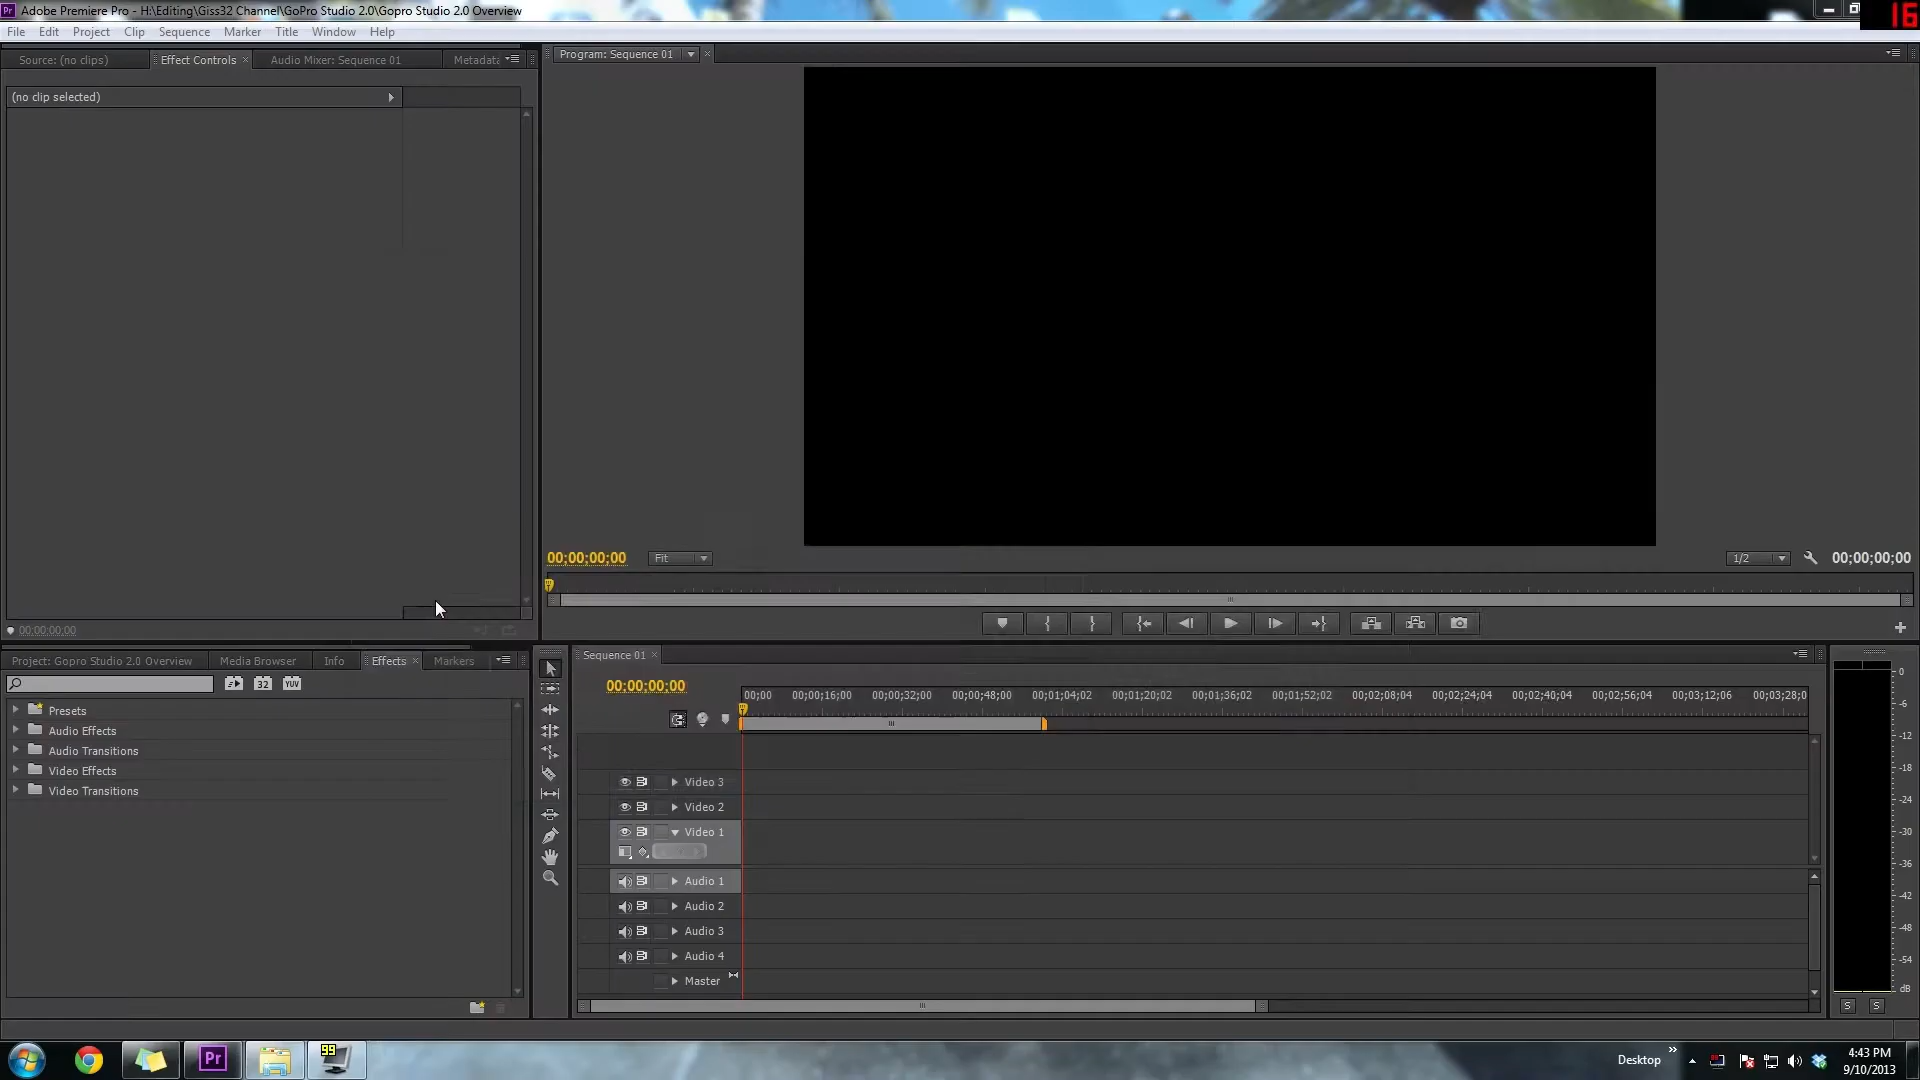 Adobe Premiere Pro - H:\Editing\Giss32 Channel\GoPro Studio 2.0\Gopro Studio 2.0 Overview
16
File Edit Project Clip Sequence Marker Title Window Help
Source: (no clips) Effect Controls Audio Mixer: Sequence 01 Metadata
Program: Sequence 01
(no clip selected)
00;00;00;00 Fit 1/2 00;00;00;00
00;00;00;00
Project: Gopro Studio 2.0 Overview Media Browser Info Effects Markers
32 YUV
Presets
Audio Effects
Audio Transitions
Video Effects
Video Transitions
Sequence 01
00;00;00;00
00;00 00;00;16;00 00;00;32;00 00;00;48;00 00;01;04;02 00;01;20;02 00;01;36;02 00;01;52;02 00;02;08;04 00;02;24;04 00;02;40;04 00;02;56;04 00;03;12;06 00;03;28;0
Video 3
Video 2
Video 1
Audio 1
Audio 2
Audio 3
Audio 4
Master
0
-6
-12
-18
-24
-30
-36
-42
-48
-54
dB
S S
Pr
99
Desktop
4:43 PM
9/10/2013